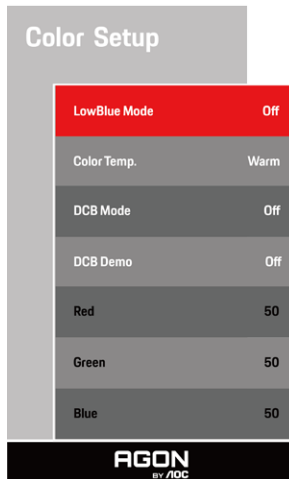 Color Setup
LowBlue Mode Off
Color Temp. Warm
DCB Mode Off
DCB Demo Off
Red 50
Green 50
Blue 50
AGON
BY AOC